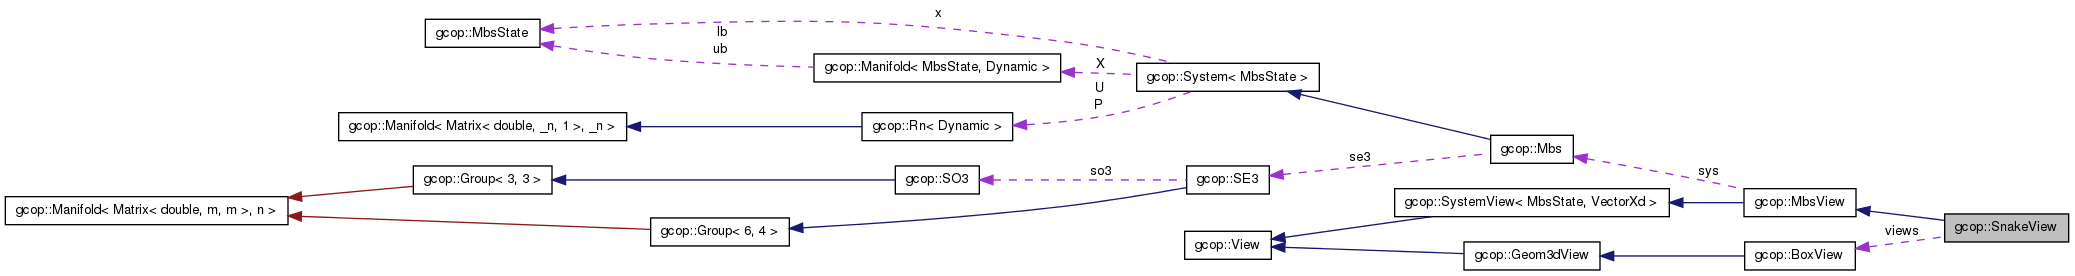 x
gcop::MbsState
lb
ub
gcop::Manifold< MbsState, Dynamic >
X
gcop::System< MbsState >
U
P
gcop::Manifold< Matrix< double, _n, 1 >, _n >
gcop::Rn< Dynamic >
gcop::Mbs
se3
gcop::Group< 3, 3 >
gcop::SO3
so3
gcop::SE3
sys
gcop::Manifold< Matrix< double, m, m >, n >
gcop::SystemView< MbsState, VectorXd >
gcop::MbsView
gcop::Group< 6, 4 >
gcop::SnakeView
views
gcop::View
gcop::Geom3dView
gcop::BoxView